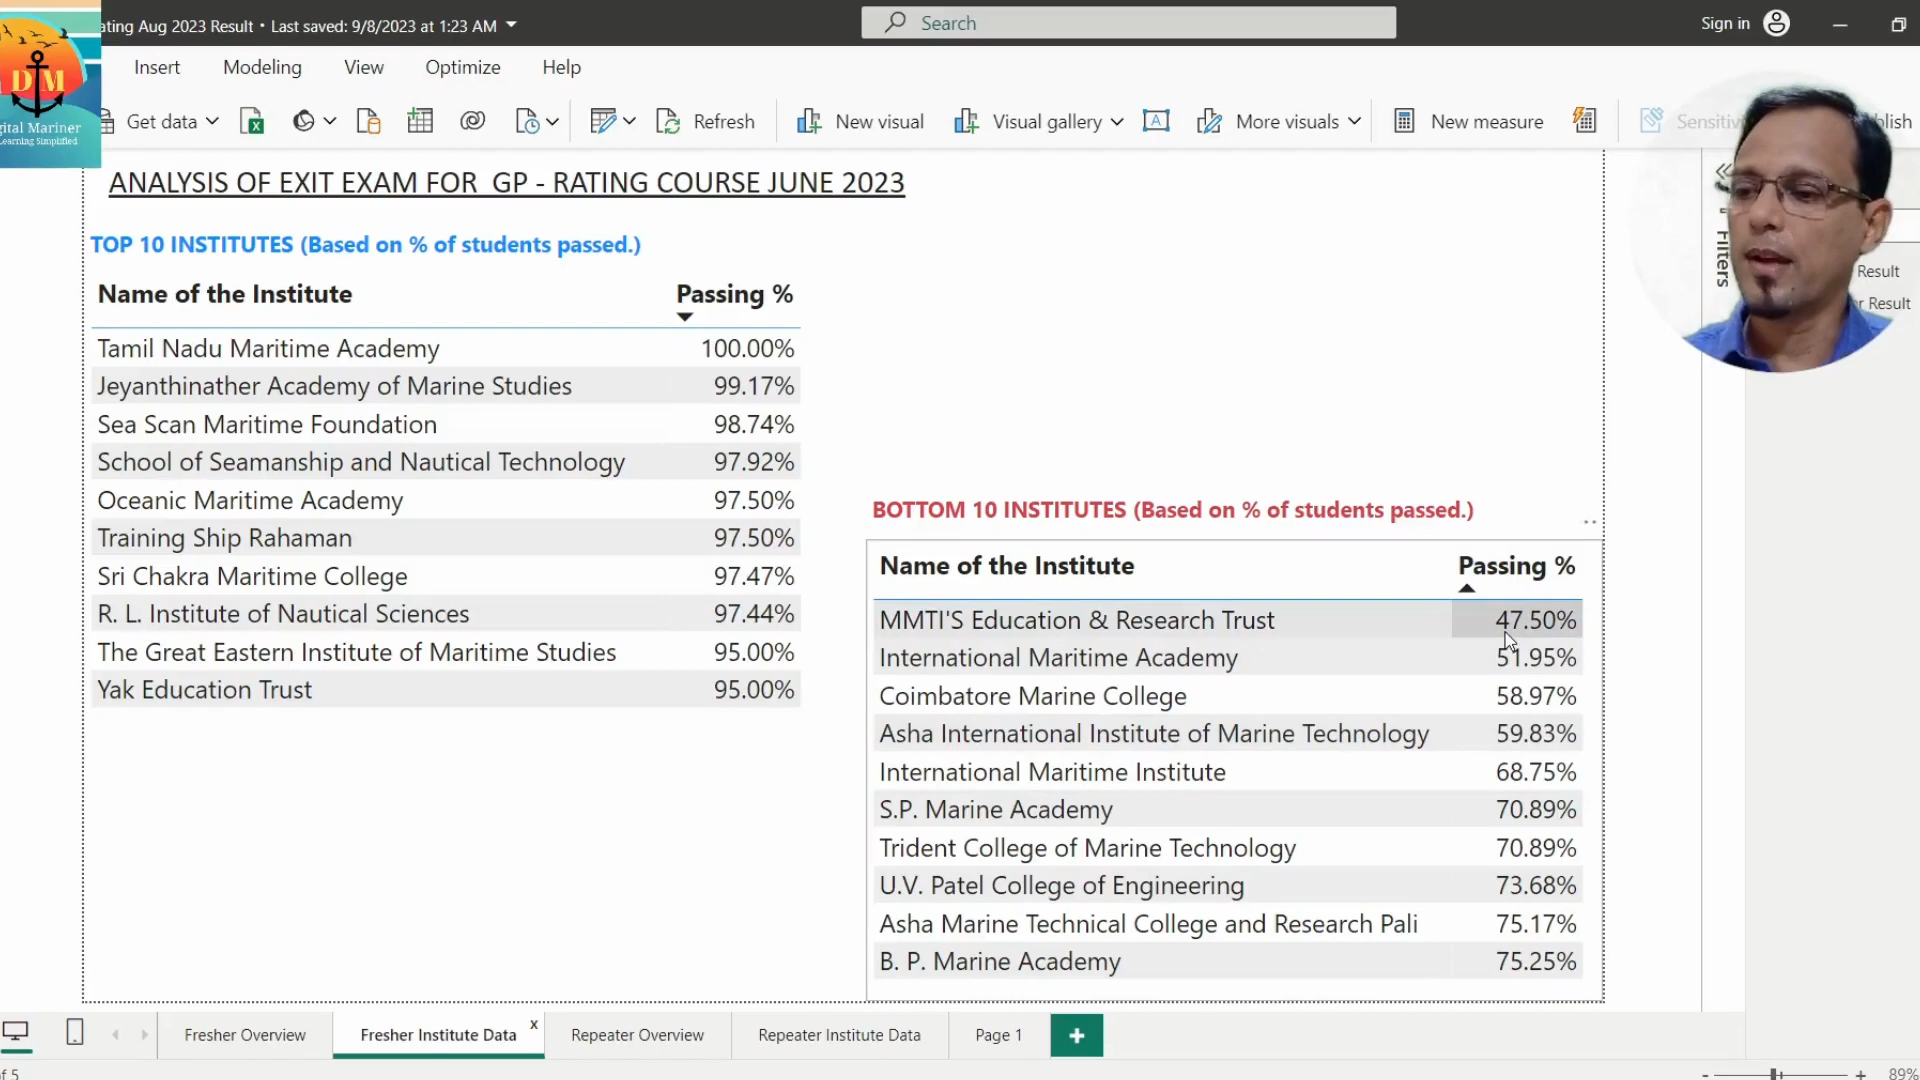 ating Aug 2023 Result • Last saved: 9/8/2023 at 1:23 AM
Search
Sign in
DM
gital Mariner
Learning Simplified
Insert
Modeling
View
Optimize
Help
Get data
Refresh
New visual
Visual gallery
A
More visuals
New measure
Sensitiv
blish
ANALYSIS OF EXIT EXAM FOR GP - RATING COURSE JUNE 2023
TOP 10 INSTITUTES (Based on % of students passed.)
Name of the Institute Passing %
Tamil Nadu Maritime Academy 100.00%
Jeyanthinather Academy of Marine Studies 99.17%
Sea Scan Maritime Foundation 98.74%
School of Seamanship and Nautical Technology 97.92%
Oceanic Maritime Academy 97.50%
Training Ship Rahaman 97.50%
Sri Chakra Maritime College 97.47%
R. L. Institute of Nautical Sciences 97.44%
The Great Eastern Institute of Maritime Studies 95.00%
Yak Education Trust 95.00%
BOTTOM 10 INSTITUTES (Based on % of students passed.)
Name of the Institute Passing %
MMTI'S Education & Research Trust 47.50%
International Maritime Academy 51.95%
Coimbatore Marine College 58.97%
Asha International Institute of Marine Technology 59.83%
International Maritime Institute 68.75%
S.P. Marine Academy 70.89%
Trident College of Marine Technology 70.89%
U.V. Patel College of Engineering 73.68%
Asha Marine Technical College and Research Pali 75.17%
B. P. Marine Academy 75.25%
Filters
Result
r Result
Fresher Overview
Fresher Institute Data
Repeater Overview
Repeater Institute Data
Page 1
of 5
89%